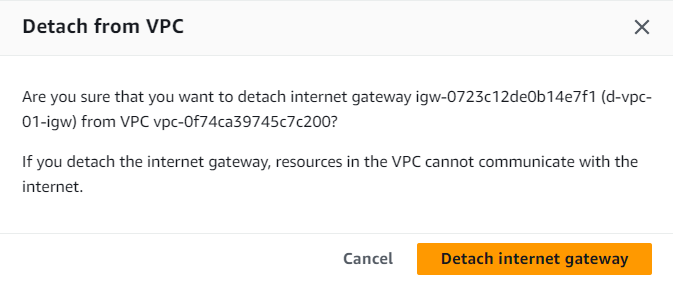 Detach from VPC
Are you sure that you want to detach internet gateway igw-0723c12de0b14e7f1 (d-vpc-
01-igw) from VPC vpc-0f74ca39745c7c200?
If you detach the internet gateway, resources in the VPC cannot communicate with the
internet.
Cancel
Detach internet gateway